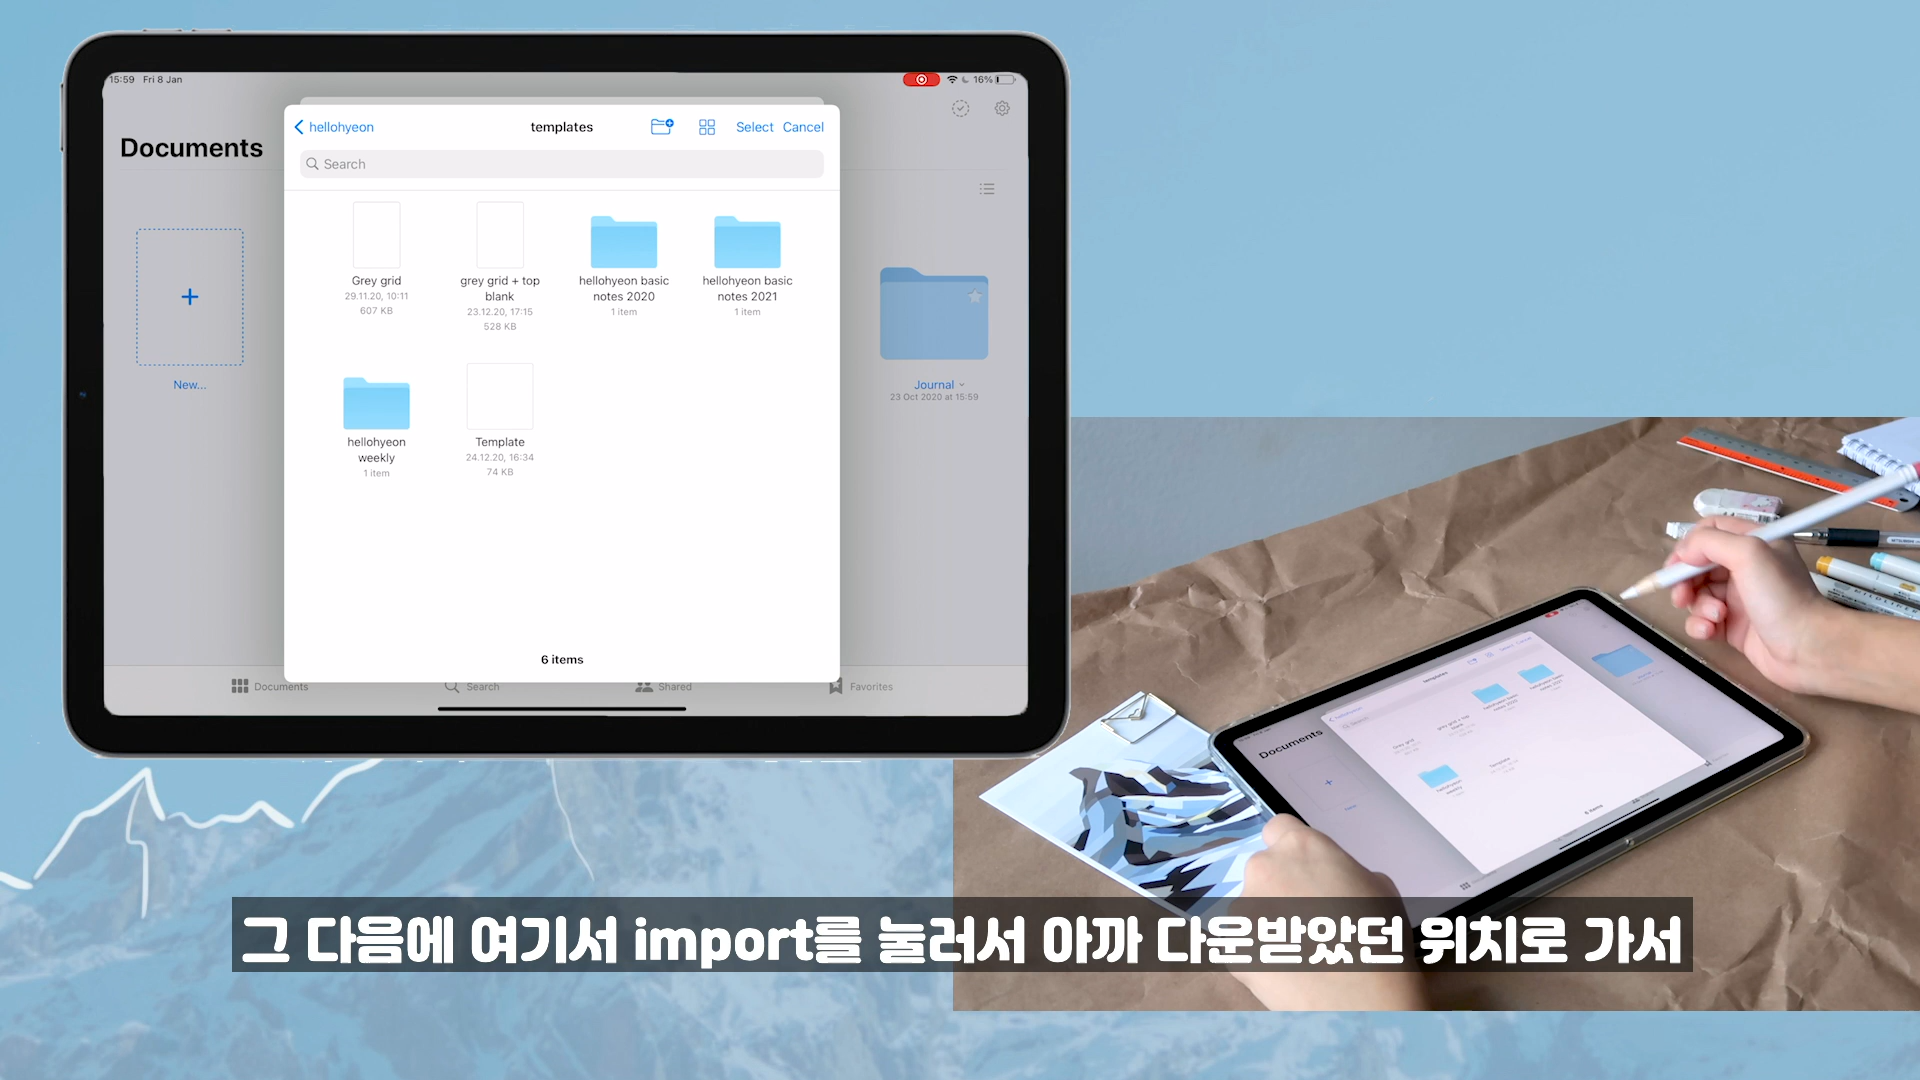 15:59 Fri 8 Jan
16%
Documents
hellohyeon
templates
Select Cancel
Search
Grey grid
29.11.20, 10:11
607 KB
grey grid + top
blank
23.12.20, 17:15
528 KB
hellohyeon basic
notes 2020
1 item
hellohyeon basic
notes 2021
1 item
hellohyeon
weekly
1 item
Template
24.12.20, 16:34
74 KB
6 items
New...
Journal
23 Oct 2020 at 15:59
Documents
Search
Shared
Favorites
Documents
templates
그 다음에 여기서 import를 눌러서 아까 다운받았던 위치로 가서